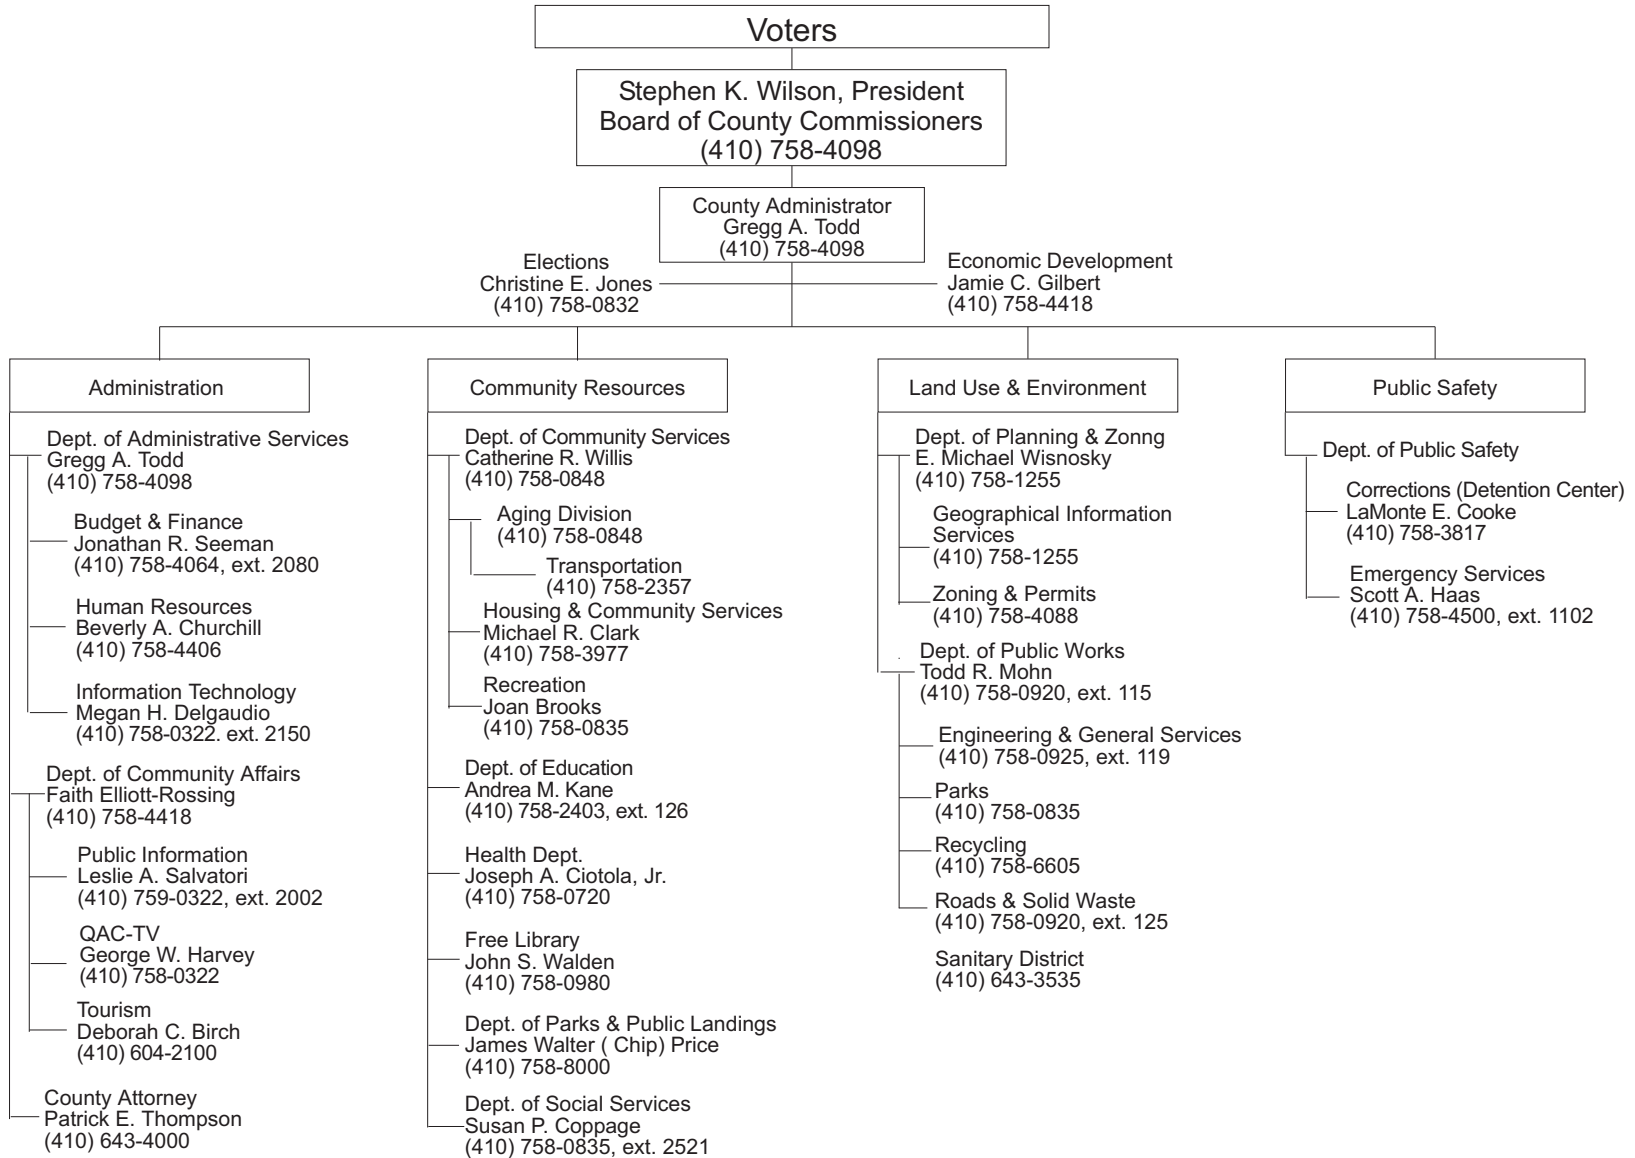 Voters
Stephen K. Wilson, President
Board of County Commissioners
(410) 758-4098
County Administrator
Gregg A. Todd
(410) 758-4098
Elections
Christine E. Jones
(410) 758-0832
Economic Development
Jamie C. Gilbert
(410) 758-4418
Administration
Dept. of Administrative Services
Gregg A. Todd
(410) 758-4098
Budget & Finance
Jonathan R. Seeman
(410) 758-4064, ext. 2080
Human Resources
Beverly A. Churchill
(410) 758-4406
Information Technology
Megan H. Delgaudio
(410) 758-0322. ext. 2150
Dept. of Community Affairs
Faith Elliott-Rossing
(410) 758-4418
Public Information
Leslie A. Salvatori
(410) 759-0322, ext. 2002
QAC-TV
George W. Harvey
(410) 758-0322
Tourism
Deborah C. Birch
(410) 604-2100
County Attorney
Patrick E. Thompson
(410) 643-4000
Community Resources
Dept. of Community Services
Catherine R. Willis
(410) 758-0848
Aging Division
(410) 758-0848
Transportation
(410) 758-2357
Housing & Community Services
Michael R. Clark
(410) 758-3977
Recreation
Joan Brooks
(410) 758-0835
Dept. of Education
Andrea M. Kane
(410) 758-2403, ext. 126
Health Dept.
Joseph A. Ciotola, Jr.
(410) 758-0720
Free Library
John S. Walden
(410) 758-0980
Dept. of Parks & Public Landings
James Walter ( Chip) Price
(410) 758-8000
Dept. of Social Services
Susan P. Coppage
(410) 758-0835, ext. 2521
Land Use & Environment
Dept. of Planning & Zonng
E. Michael Wisnosky
(410) 758-1255
Geographical Information
Services
(410) 758-1255
Zoning & Permits
(410) 758-4088
Dept. of Public Works
Todd R. Mohn
(410) 758-0920, ext. 115
Engineering & General Services
(410) 758-0925, ext. 119
Parks
(410) 758-0835
Recycling
(410) 758-6605
Roads & Solid Waste
(410) 758-0920, ext. 125
Sanitary District
(410) 643-3535
Public Safety
Dept. of Public Safety
Corrections (Detention Center)
LaMonte E. Cooke
(410) 758-3817
Emergency Services
Scott A. Haas
(410) 758-4500, ext. 1102